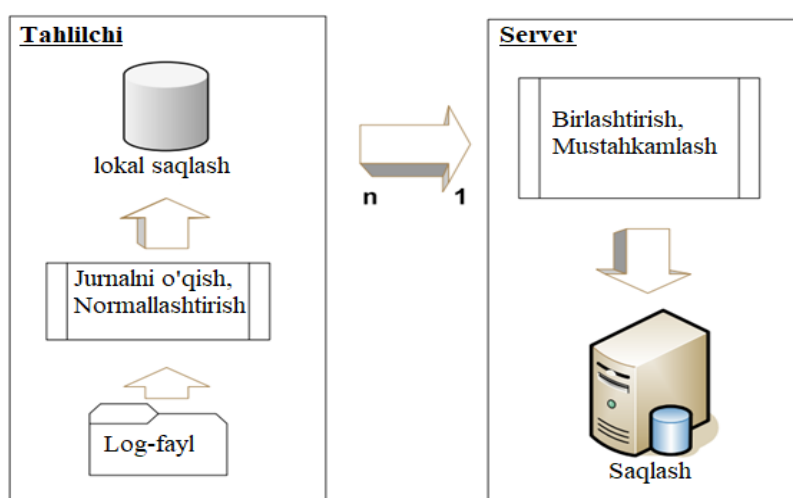 Tahlilchi
lokal saqlash
Jurnalni o'qish,
Normallashtirish
Log-fayl
n 1
Server
Birlashtirish,
Mustahkamlash
Saqlash